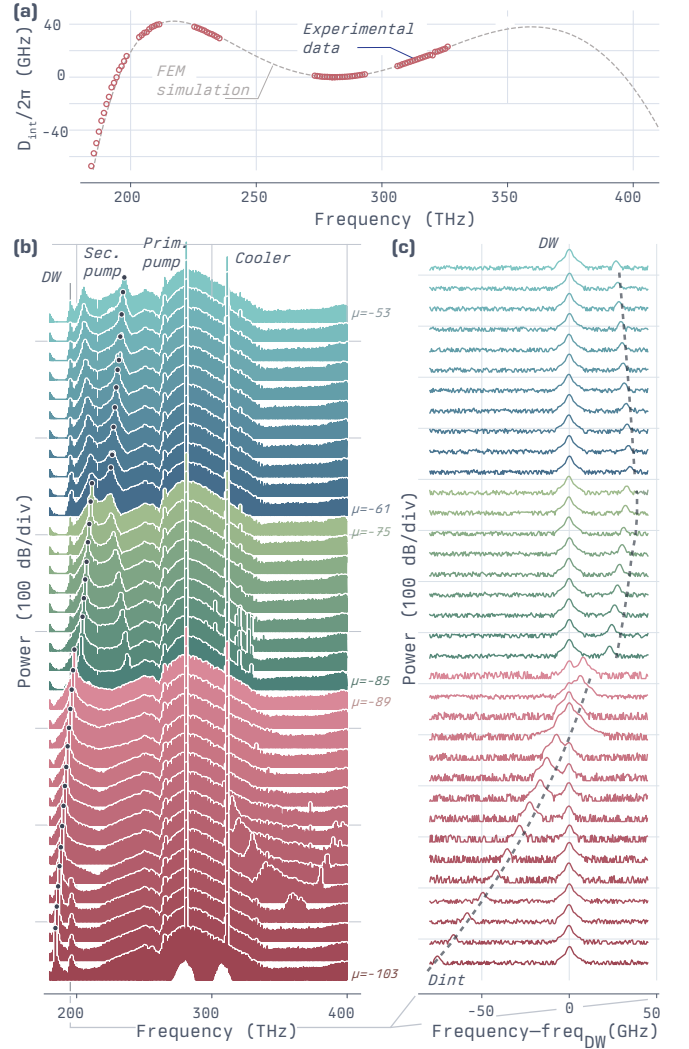 (a)
D_int/2π (GHz)
40
0
-40
Experimental
data
FEM
simulation
200
250
300
350
400
Frequency (THz)
(b)
DW
Sec.
pump
Prim.
pump
Cooler
μ=-53
μ=-61
μ=-75
μ=-85
μ=-89
μ=-103
Power (100 dB/div)
200
300
400
Frequency (THz)
(c)
DW
Power (100 dB/div)
Dint
-50
0
50
Frequency—freq_DW(GHz)